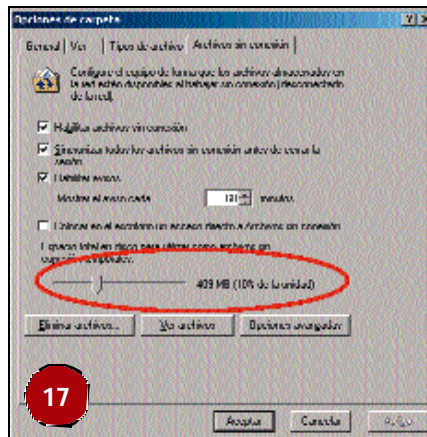 Opciones de carpeta
General Ver Tipos de archivo Archivos sin conexión
Configure el equipo de forma que los archivos almacenados en
la red estén disponibles al trabajar sin conexión (desconectado
de la red).
Habilitar archivos sin conexión
Sincronizar todos los archivos sin conexión antes de cerrar la
sesión
Habilitar avisos
Mostrar el aviso cada minutos
Colocar en el escritorio un acceso directo a Archivos sin conexión
Espacio total en disco para utilizar como archivos sin
conexión temporales:
409 MB (10% de la unidad)
Eliminar archivos... Ver archivos Opciones avanzadas
17
Aceptar Cancelar Aplicar